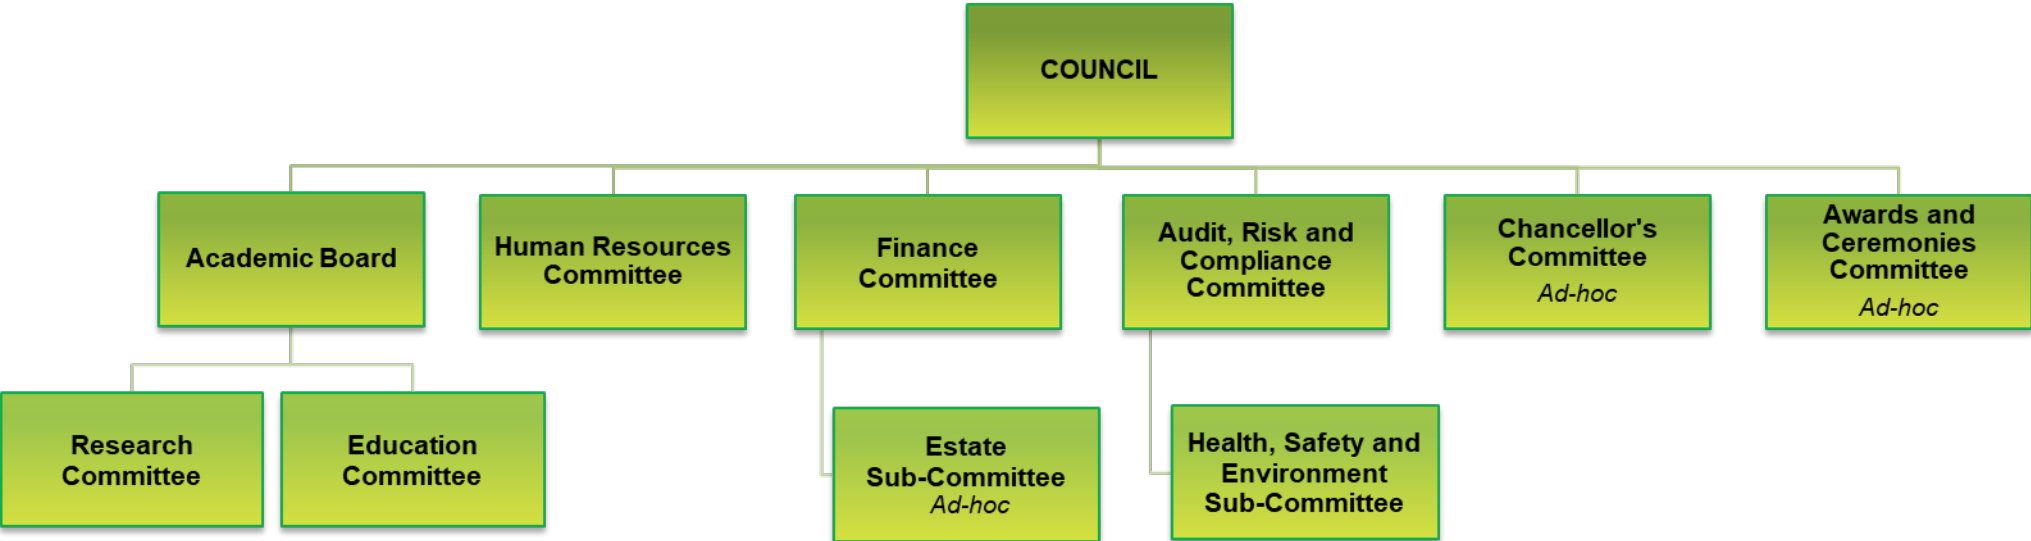 COUNCIL
Academic Board
Human Resources
Committee
Finance
Committee
Audit, Risk and
Compliance
Committee
Chancellor's
Committee
Ad-hoc
Awards and
Ceremonies
Committee
Ad-hoc
Research
Committee
Education
Committee
Estate
Sub-Committee
Ad-hoc
Health, Safety and
Environment
Sub-Committee